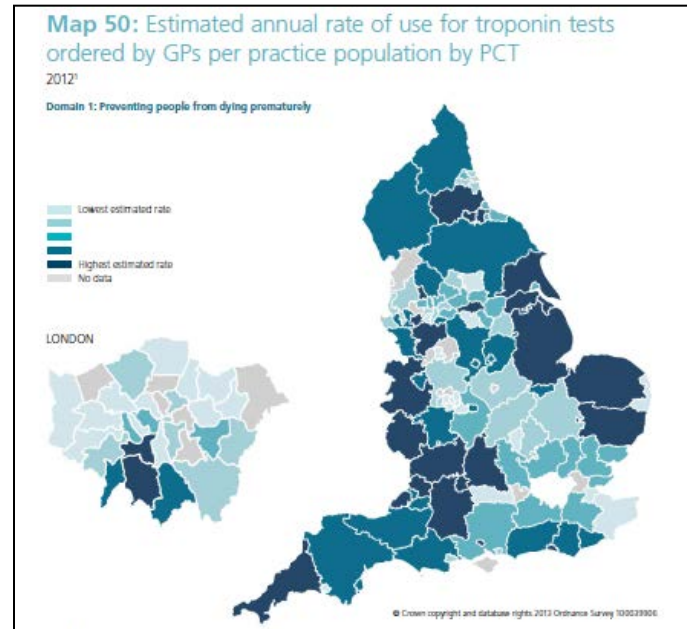 Map 50: Estimated annual rate of use for troponin tests
ordered by GPs per practice population by PCT
2012¹
Domain 1: Preventing people from dying prematurely
Lowest estimated rate
Highest estimated rate
No data
LONDON
© Crown copyright and database rights 2013 Ordnance Survey 100039906